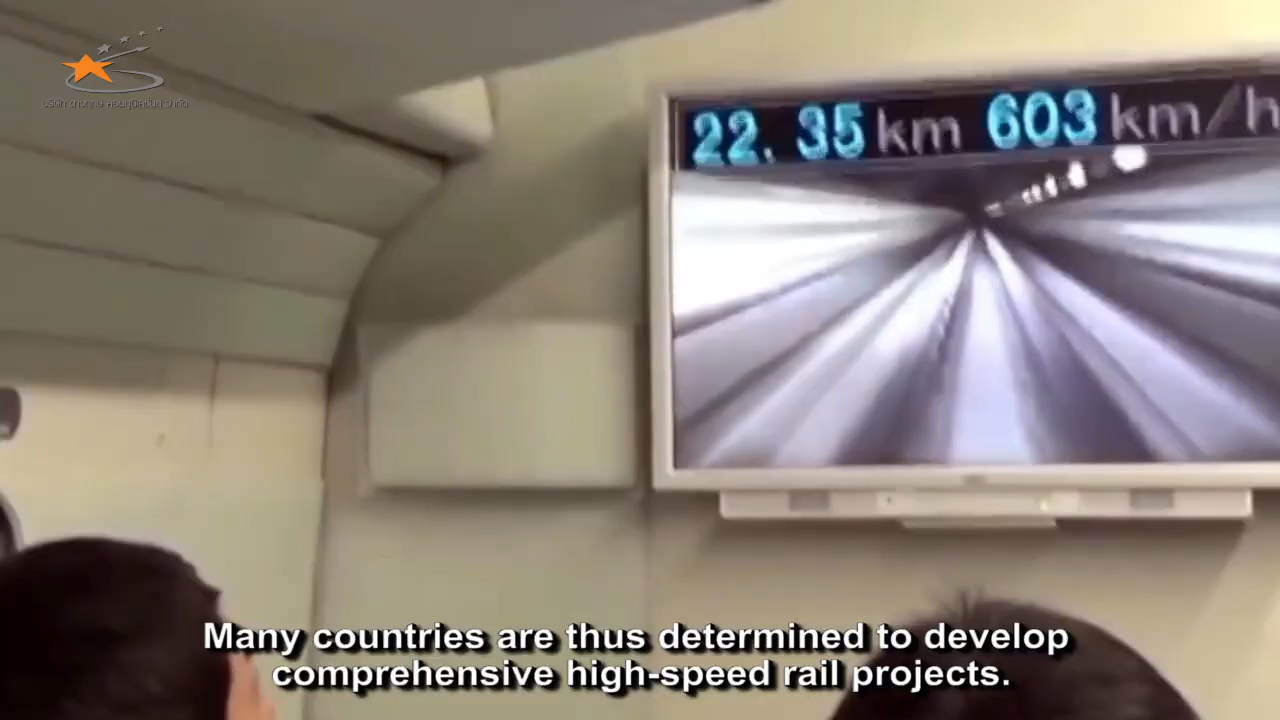 22. 35 km 603 km/h
Many countries are thus determined to develop
comprehensive high-speed rail projects.